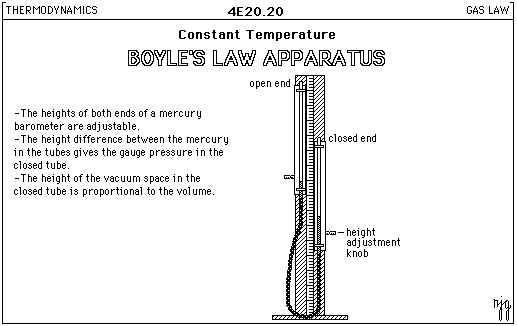 THERMODYNAMICS 4E20.20 GAS LAW
Constant Temperature
BOYLE'S LAW APPARATUS
open end
-The heights of both ends of a mercury
barometer are adjustable.
-The height difference between the mercury
in the tubes gives the gauge pressure in the
closed tube.
-The height of the vacuum space in the
closed tube is proportional to the volume.
closed end
height
adjustment
knob